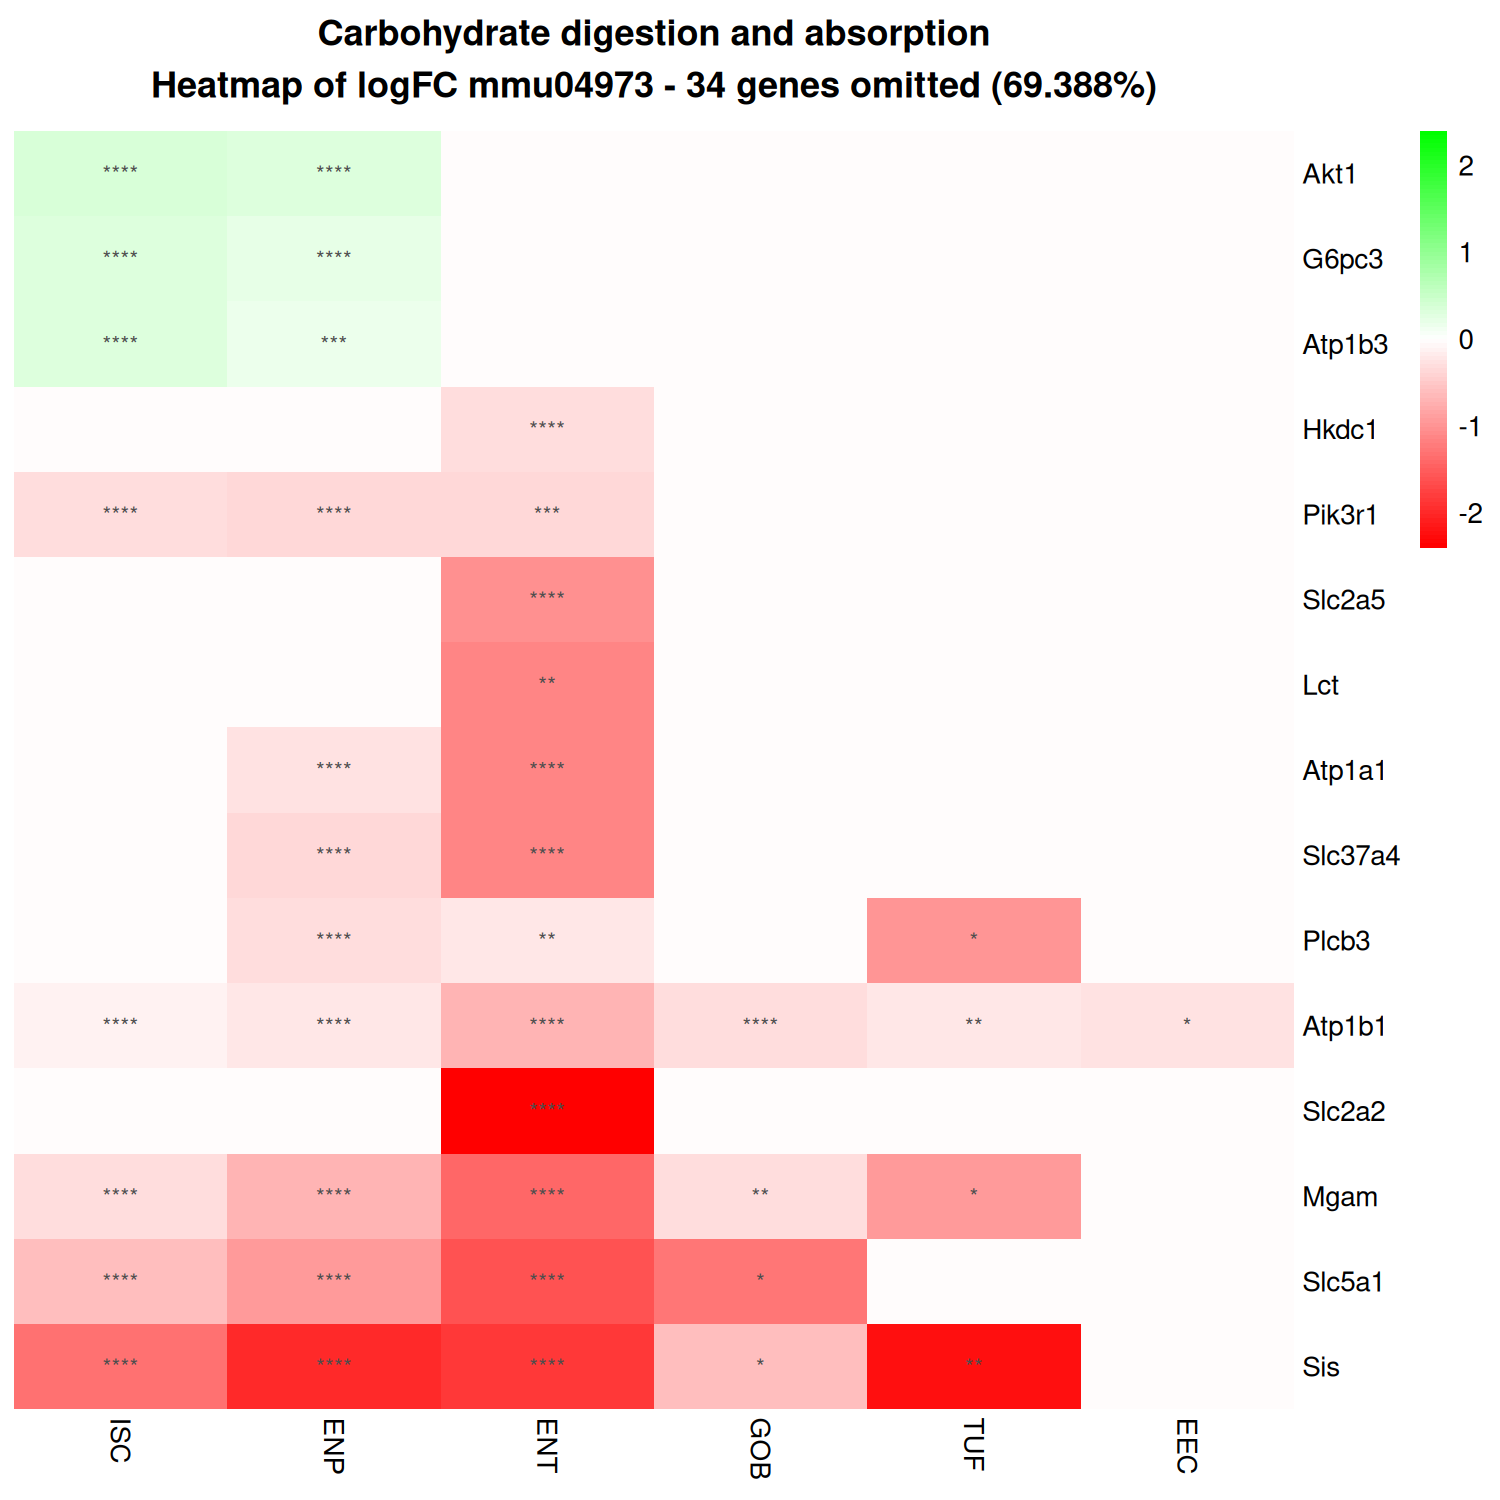 Carbohydrate digestion and absorption
Heatmap of logFC mmu04973 - 34 genes omitted (69.388%)
**** **** Akt1
**** **** G6pc3
**** *** Atp1b3
**** Hkdc1
**** **** *** Pik3r1
**** Slc2a5
** Lct
**** **** Atp1a1
**** **** Slc37a4
**** ** * Plcb3
**** **** **** **** ** * Atp1b1
**** Slc2a2
**** **** **** ** * Mgam
**** **** **** * Slc5a1
**** **** **** * ** Sis
ISC ENP ENT GOB TUF EEC
2
1
0
-1
-2